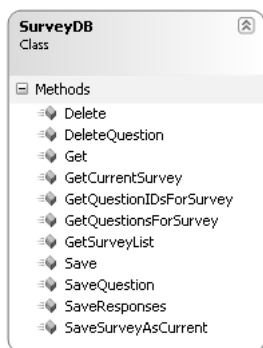 SurveyDB
Class
Methods
Delete
DeleteQuestion
Get
GetCurrentSurvey
GetQuestionIDsForSurvey
GetQuestionsForSurvey
GetSurveyList
Save
SaveQuestion
SaveResponses
SaveSurveyAsCurrent